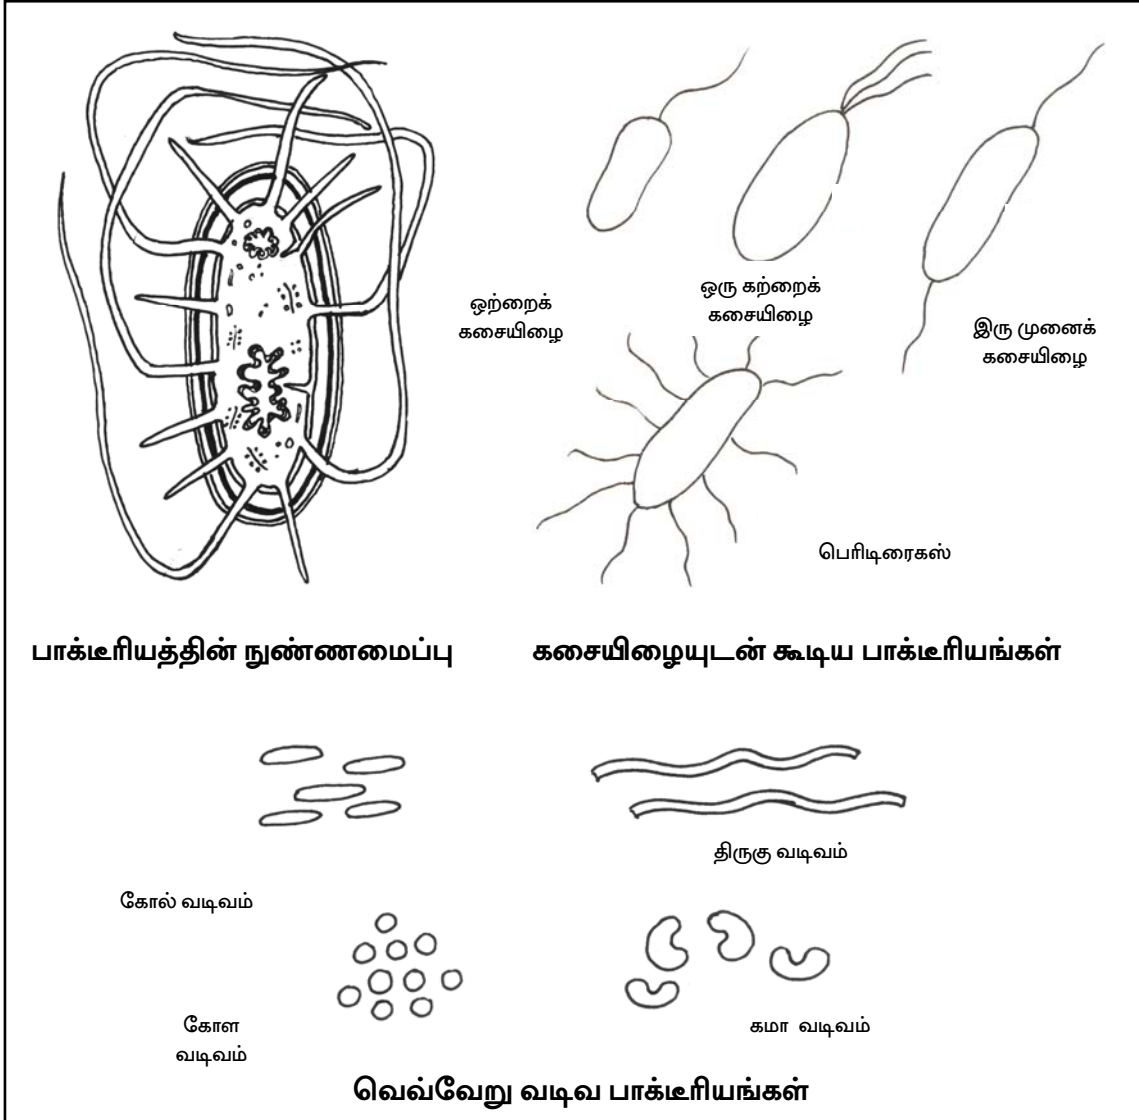 ஒற்றைக்
கசையிழை
ஒரு கற்றைக்
கசையிழை
இரு முனைக்
கசையிழை
பெரிடிரைகஸ்
பாக்டீரியத்தின் நுண்ணமைப்பு
கசையிழையுடன் கூடிய பாக்டீரியங்கள்
திருகு வடிவம்
கோல் வடிவம்
கோள
வடிவம்
கமா வடிவம்
வெவ்வேறு வடிவ பாக்டீரியங்கள்